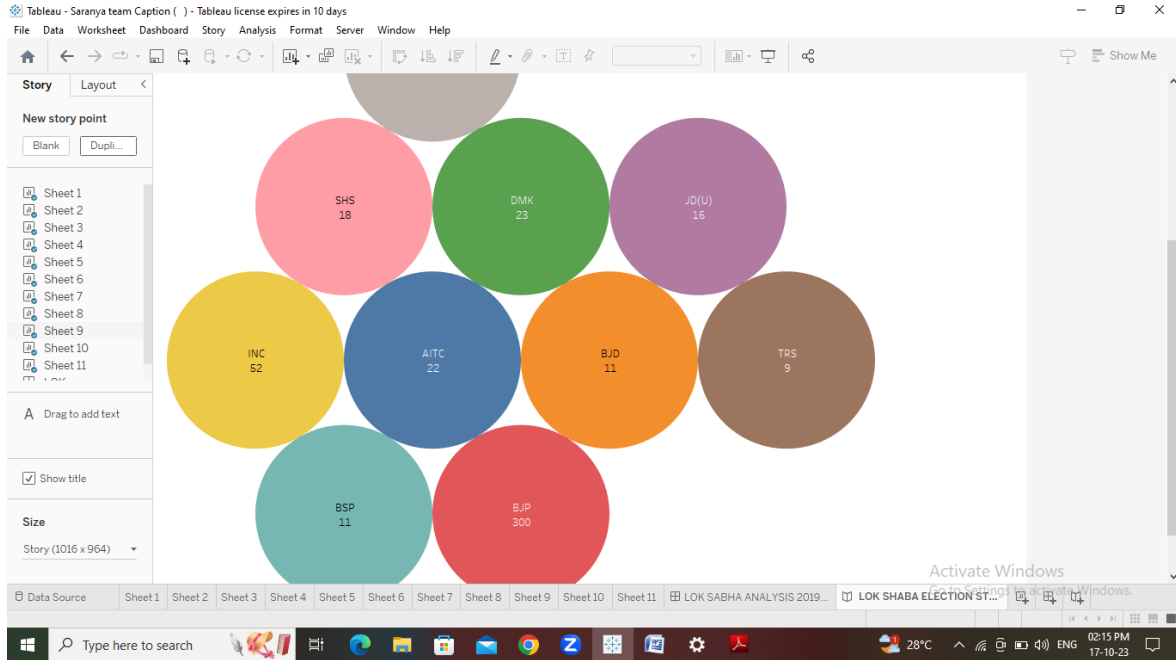 Tableau - Saranya team Caption ( ) - Tableau license expires in 10 days
File Data Worksheet Dashboard Story Analysis Format Server Window Help
Show Me
Story Layout
New story point
Blank Dupli...
Sheet 1
Sheet 2
Sheet 3
Sheet 4
Sheet 5
Sheet 6
Sheet 7
Sheet 8
Sheet 9
Sheet 10
Sheet 11
A Drag to add text
Show title
Size
Story (1016 x 964)
SHS
18
DMK
23
JD(U)
16
INC
52
AITC
22
BJD
11
TRS
9
BSP
11
BJP
300
Activate Windows
Go to Settings to activate Windows.
Data Source Sheet 1 Sheet 2 Sheet 3 Sheet 4 Sheet 5 Sheet 6 Sheet 7 Sheet 8 Sheet 9 Sheet 10 Sheet 11 LOK SABHA ANALYSIS 2019... LOK SHABA ELECTION ST...
Type here to search
28°C ENG
02:15 PM
17-10-23